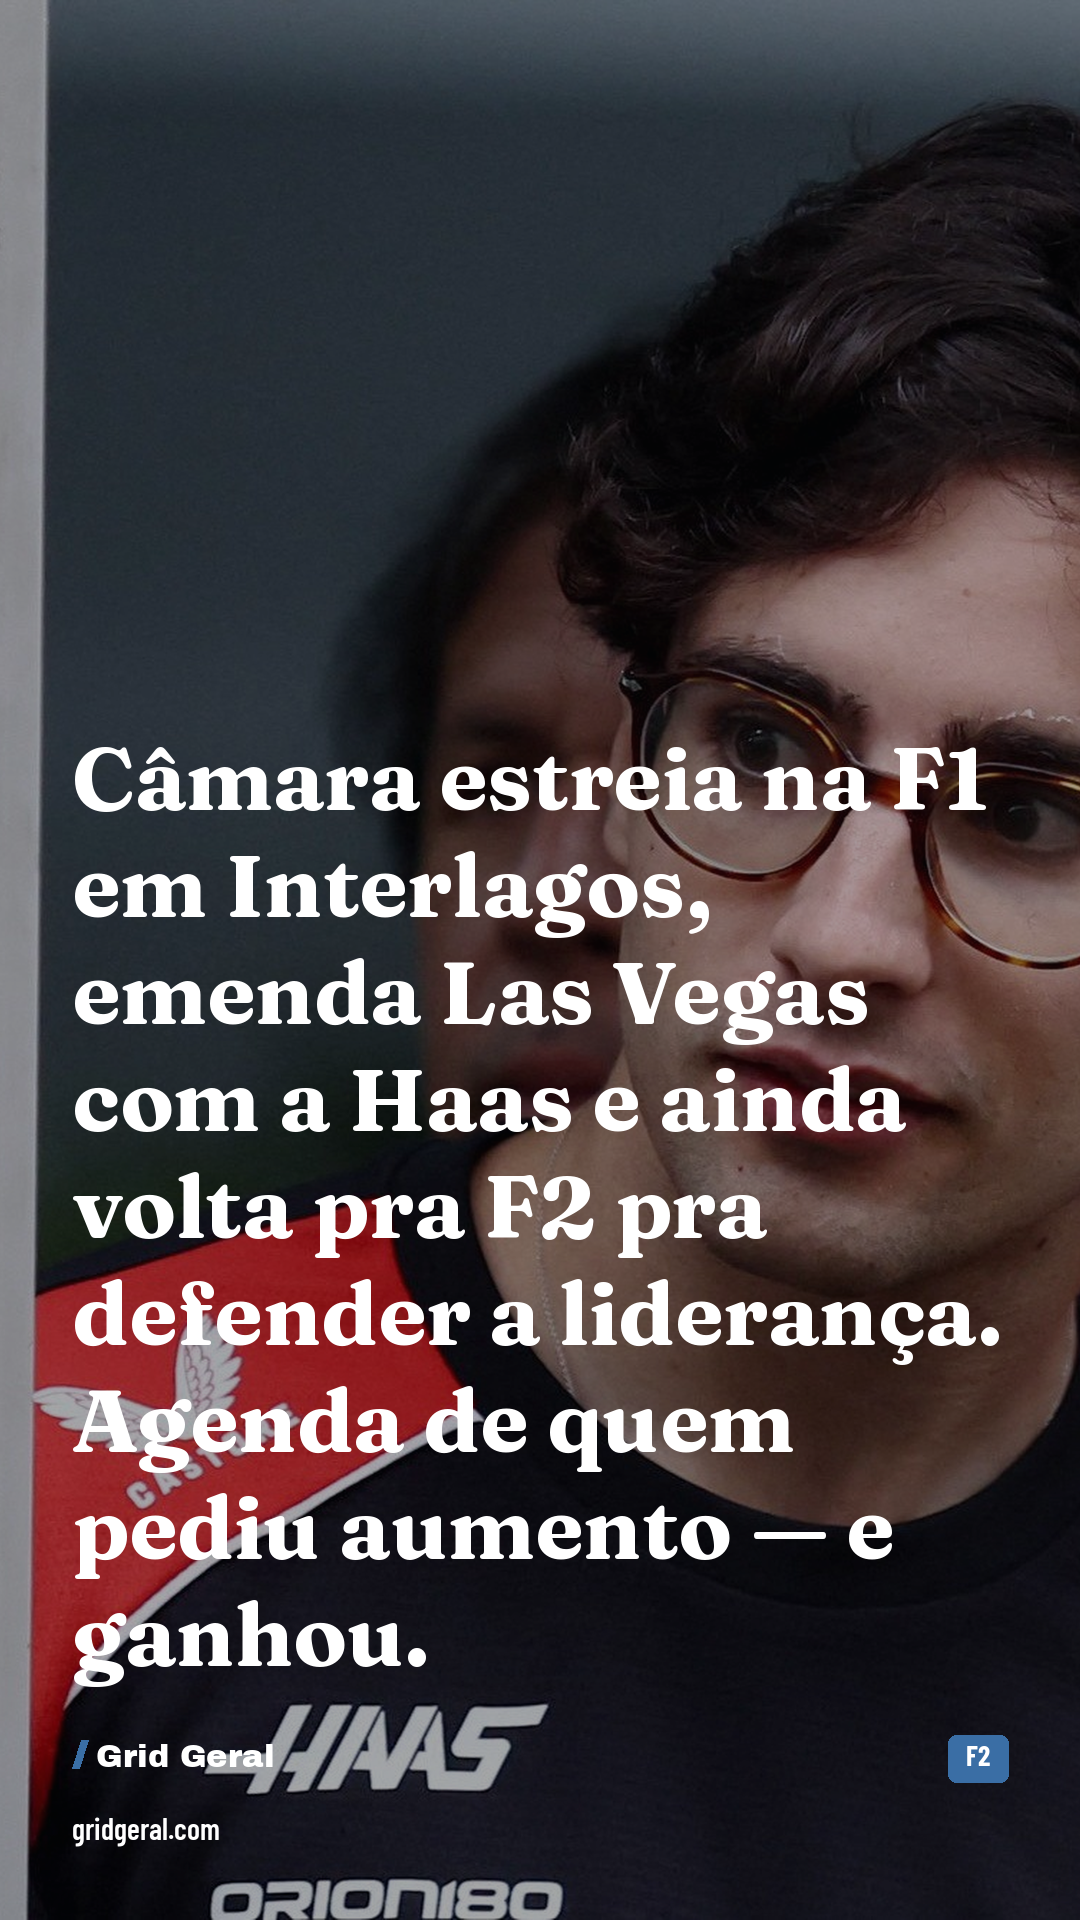 Câmara estreia na F1
em Interlagos,
emenda Las Vegas
com a Haas e ainda
volta pra F2 pra
defender a liderança.
Agenda de quem
pediu aumento — e
ganhou.
CASTORE
HAAS
/ Grid Geral
F2
gridgeral.com
ORION180